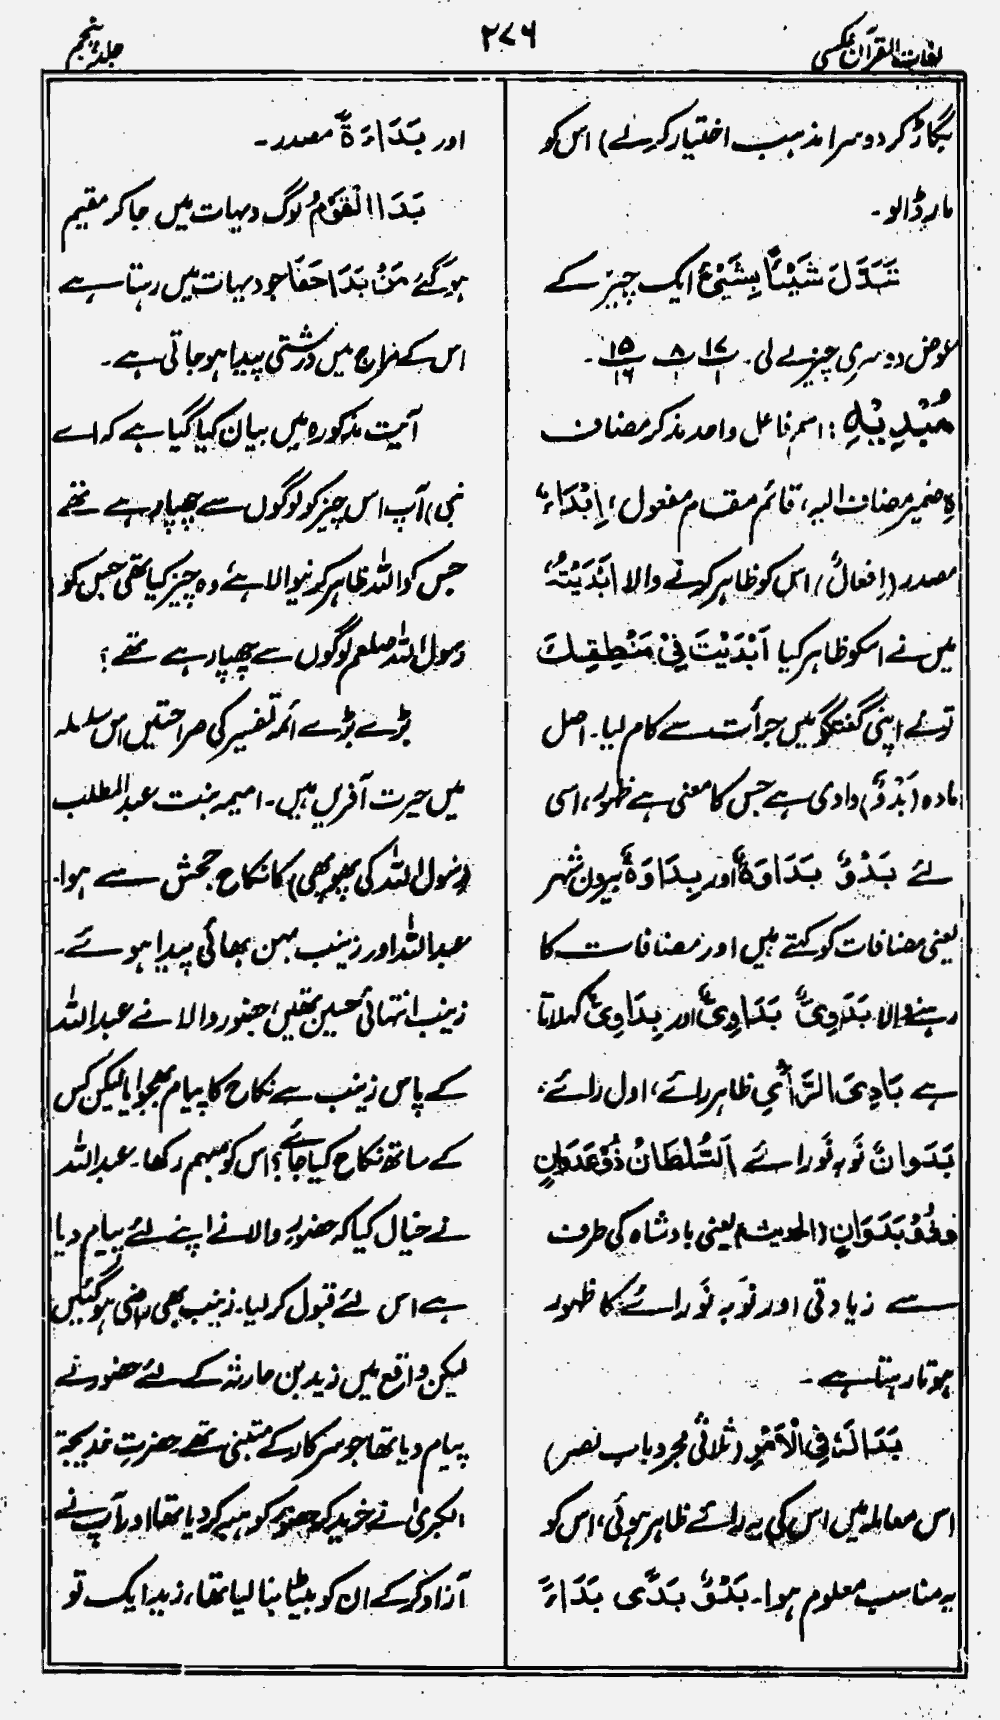 لغات القرآن عکسی
۲۷۶
جلد پنجم
بگاڑ کر دوسرا مذہب اختیار کرلے) اس کو
مار ڈالو۔
تَبَدَّلَ شَيْئًا بِشَيْءٍ ایک چیز کے
عوض دوسری چیز لے لی۔
مُبْدِيْهِ: اسم فاعل واحد مذکر مضاف
ہِ ضمیر مضاف الیہ، قائم مقام مفعول، اِبْدَاءٌ
مصدر (اِفعالٌ) اس کو ظاہر کرنے والا اَبْدَيْتُهٗ
میں نے اسکو ظاہر کیا اَبْدَيْتَ فِيْ مَنْطِقِكَ
تونے اپنی گفتگو میں جرأت سے کام لیا۔ اصل
مادہ (بَدْوٌ) وادی ہے جس کا معنی ہے ظہور، اسی
لئے بَدْوٌ بَدَاوَةٌ اور بِدَاوَةٌ بیرون شہر
یعنی مضافات کو کہتے ہیں اور مضافات کا
رہنے والا بَدَوِیٌّ بَدَاوِیٌّ اور بِدَاوِیٌّ کہلاتا
ہے بَادِیَ الرَّأْیِ ظاہر رائے، اول رائے،
بَدَوَانٌ نَو بہ نَو رائے اَلسُّلْطَانُ ذُوْ عَدَوَانٍ
وَذُوْ بَدَوَانٍ (الحدیث) یعنی بادشاہ کی طرف
سے زیادتی اور نَو بہ نَو رائے کا ظہور
ہوتا رہتا ہے۔
بَدَا لَهٗ فِي الْاَمْرِ (ثلاثی مجرد باب نصر)
اس معاملہ میں اس کی یہ رائے ظاہر ہوئی، اس کو
یہ مناسب معلوم ہوا۔ بَدْوٌ بَدًی بَدَاءٌ
اور بَدَاءَةٌ مصدر۔
بَدَا الْقَوْمُ لوگ دیہات میں جا کر مقیم
ہو گئے مَنْ بَدَا جَفَا جو دیہات میں رہتا ہے
اس کے مزاج میں درشتی پیدا ہو جاتی ہے۔
آیت مذکورہ میں بیان کیا گیا ہے کہ اے
نبی آپ اس چیز کو لوگوں سے چھپا رہے تھے
جس کو اللہ ظاہر کرنیوالا ہے وہ چیز کیا تھی جس کو
رسول اللہ صلعم لوگوں سے چھپا رہے تھے؟
بڑے بڑے ائمہ تفسیر کی صراحتیں اس سلسلہ
میں حیرت آفریں ہیں۔ امیمہ بنت عبدالمطلب
(رسول اللہ کی پھوپھی) کا نکاح جحش سے ہوا۔
عبداللہ اور زینب بہن بھائی پیدا ہوئے۔
زینب انتہائی حسین تھیں، حضور والا نے عبداللہ
کے پاس زینب سے نکاح کا پیام بھجوایا لیکن کس
کے ساتھ نکاح کیا جائے؟ اس کو مبہم رکھا۔ عبداللہ
نے خیال کیا کہ حضور والا نے اپنے لئے پیام دیا
ہے اس لئے قبول کر لیا۔ زینب بھی راضی ہو گئیں
لیکن واقع میں زید بن حارثہ کے لئے حضور نے
پیام دیا تھا جو سرکار کے متبنی تھے حضرت خدیجۃ
الکبریٰ نے خرید کر حضور کو ہبہ کر دیا تھا اور آپ نے
آزاد کر کے ان کو بیٹا بنا لیا تھا، زید ایک تو